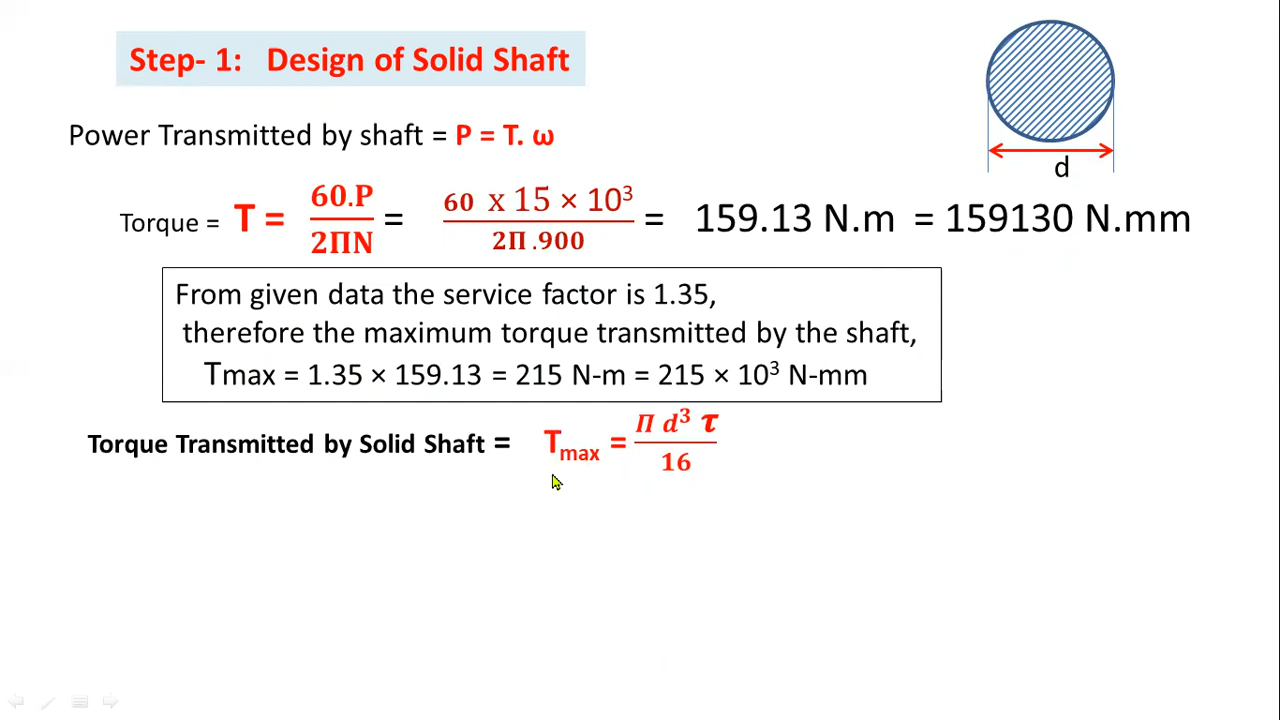 Step- 1: Design of Solid Shaft
Power Transmitted by shaft = P = T. ω
d
Torque = T = 60.P / 2ΠN = 60 x 15 × 10³ / 2Π .900 = 159.13 N.m = 159130 N.mm
From given data the service factor is 1.35,
therefore the maximum torque transmitted by the shaft,
Tmax = 1.35 × 159.13 = 215 N-m = 215 × 10³ N-mm
Torque Transmitted by Solid Shaft = Tmax = Π d³ τ / 16